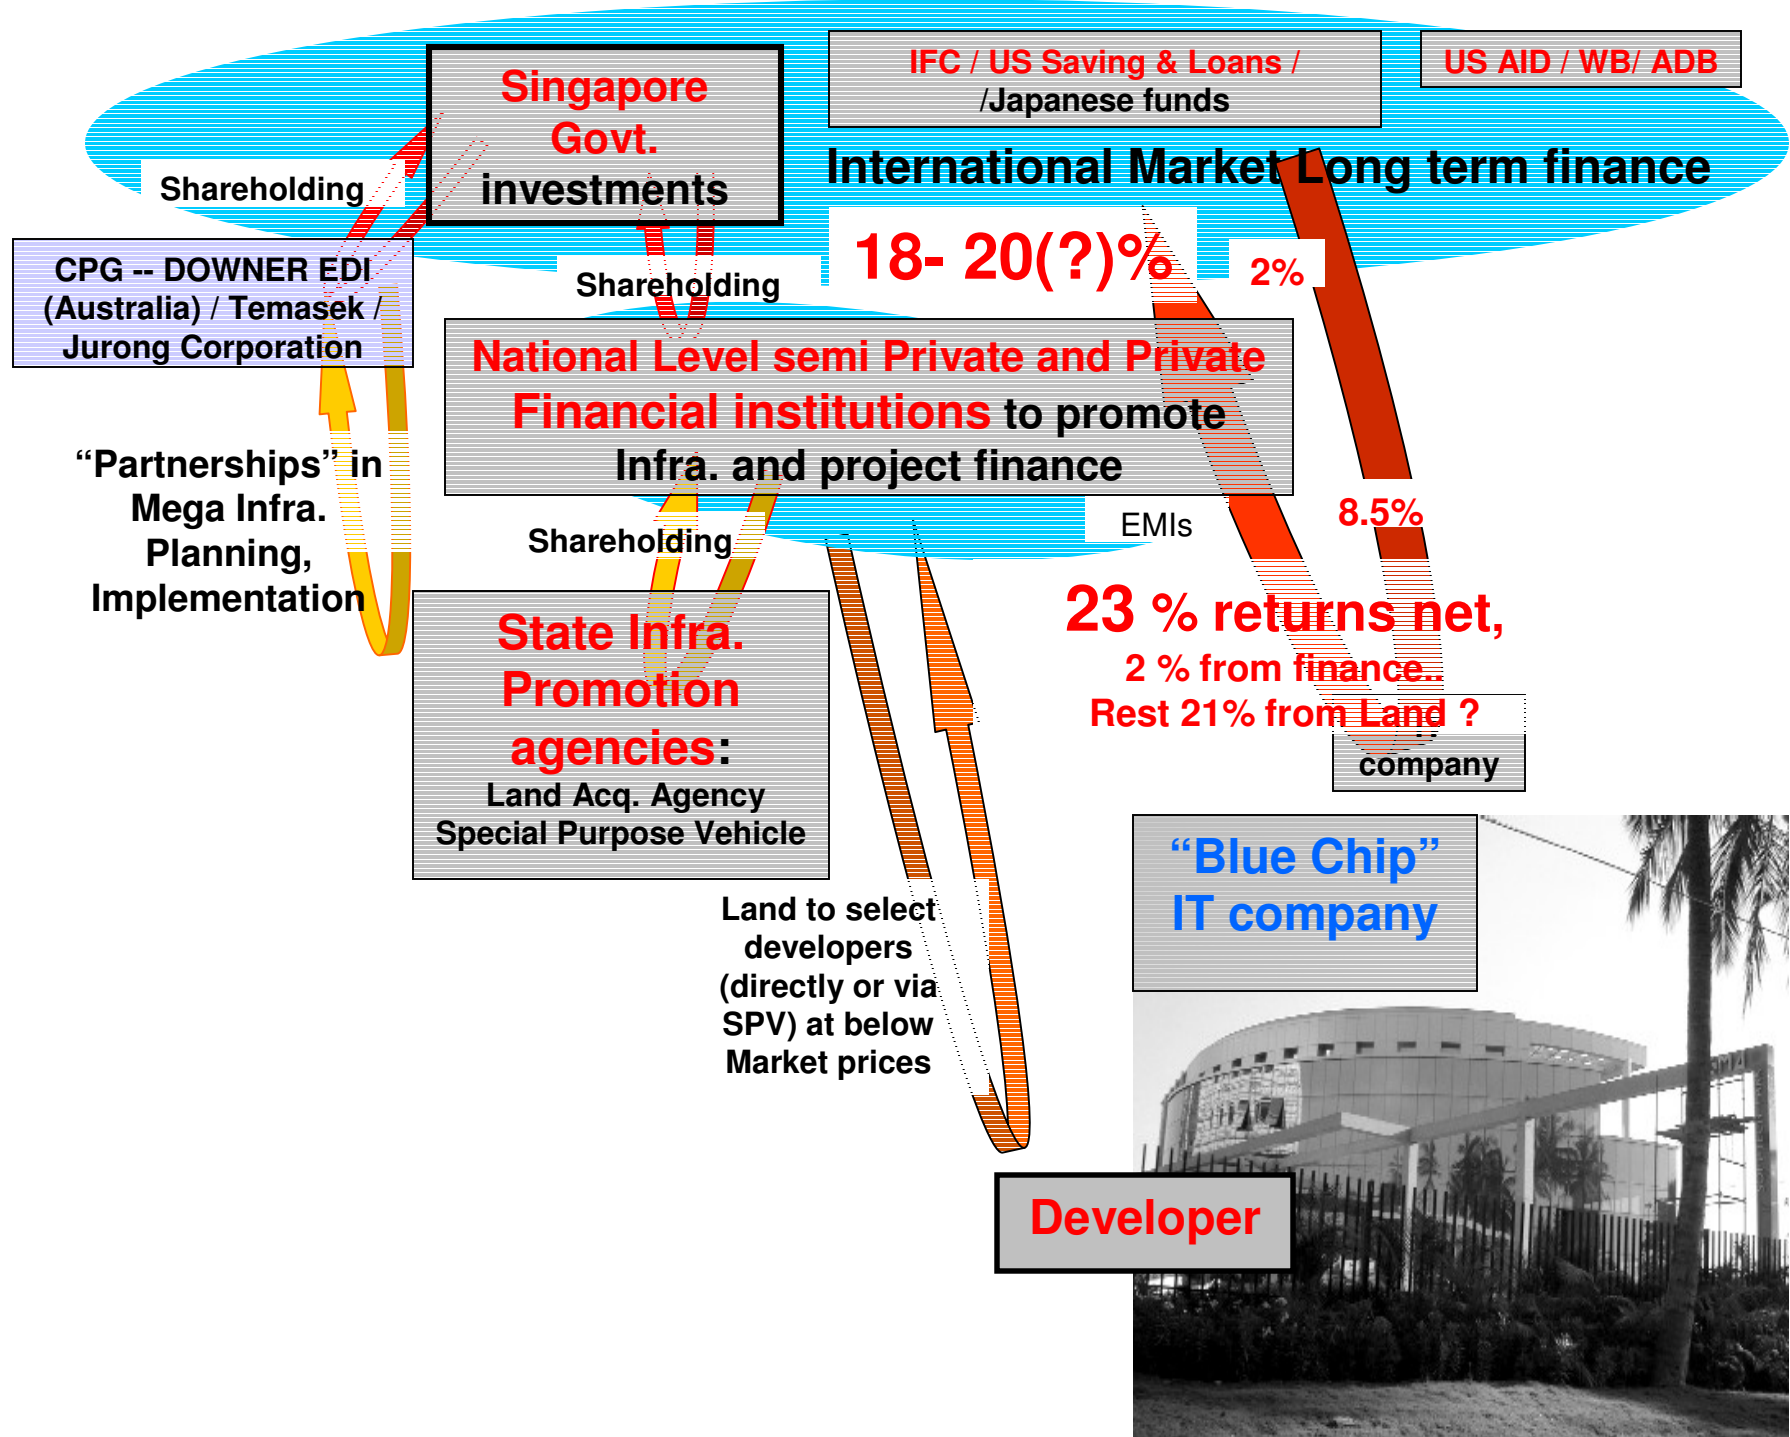 IFC / US Saving & Loans /
/Japanese funds
US AID / WB/ ADB
Singapore
Govt.
investments
International Market Long term finance
Shareholding
18- 20(?)%
2%
CPG -- DOWNER EDI
(Australia) / Temasek /
Jurong Corporation
Shareholding
National Level semi Private and Private
Financial institutions to promote
Infra. and project finance
“Partnerships” in
Mega Infra.
Planning,
Implementation
Shareholding
EMIs
8.5%
23 % returns net,
2 % from finance..
Rest 21% from Land ?
company
State Infra.
Promotion
agencies:
Land Acq. Agency
Special Purpose Vehicle
“Blue Chip”
IT company
Land to select
developers
(directly or via
SPV) at below
Market prices
Developer